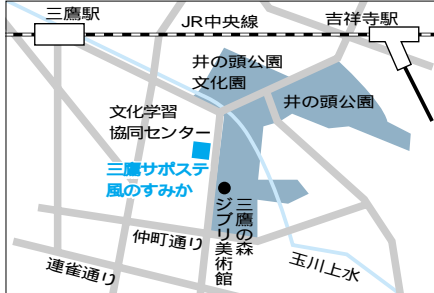 三鷹駅
JR中央線
吉祥寺駅
井の頭公園
文化園
井の頭公園
文化学習
協同センター
三鷹サポステ
風のすみか
三鷹の森
ジブリ美術館
仲町通り
連雀通り
玉川上水